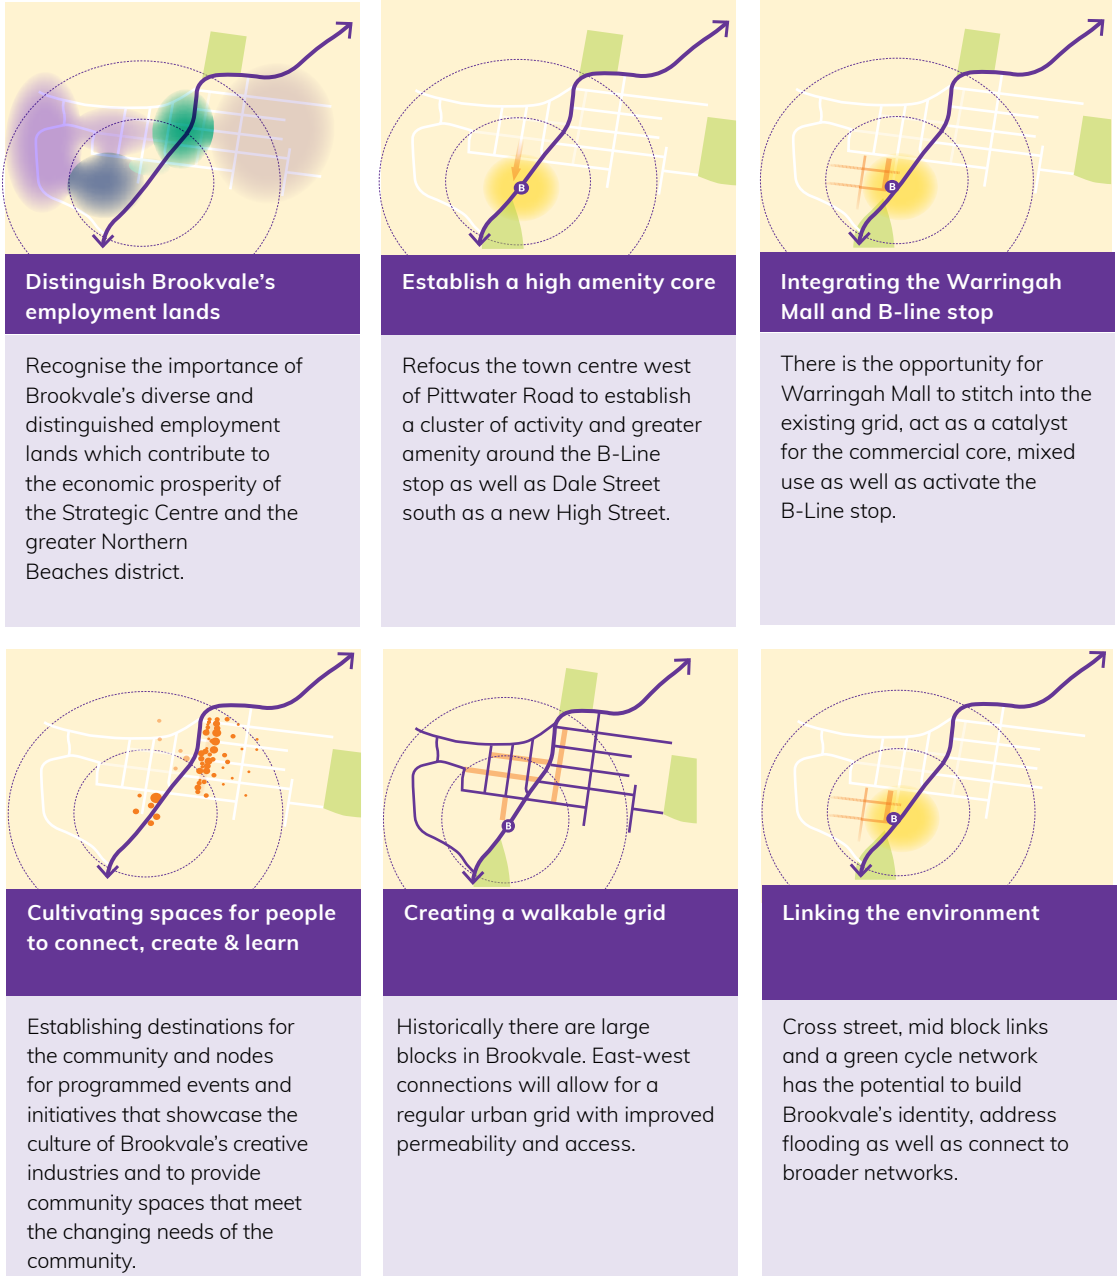 B
B
Distinguish Brookvale's
employment lands
Establish a high amenity core
Integrating the Warringah
Mall and B-line stop
Recognise the importance of
Brookvale's diverse and
distinguished employment
lands which contribute to
the economic prosperity of
the Strategic Centre and the
greater Northern
Beaches district.
Refocus the town centre west
of Pittwater Road to establish
a cluster of activity and greater
amenity around the B-Line
stop as well as Dale Street
south as a new High Street.
There is the opportunity for
Warringah Mall to stitch into the
existing grid, act as a catalyst
for the commercial core, mixed
use as well as activate the
B-Line stop.
B
B
Cultivating spaces for people
to connect, create & learn
Creating a walkable grid
Linking the environment
Establishing destinations for
the community and nodes
for programmed events and
initiatives that showcase the
culture of Brookvale's creative
industries and to provide
community spaces that meet
the changing needs of the
community.
Historically there are large
blocks in Brookvale. East-west
connections will allow for a
regular urban grid with improved
permeability and access.
Cross street, mid block links
and a green cycle network
has the potential to build
Brookvale's identity, address
flooding as well as connect to
broader networks.